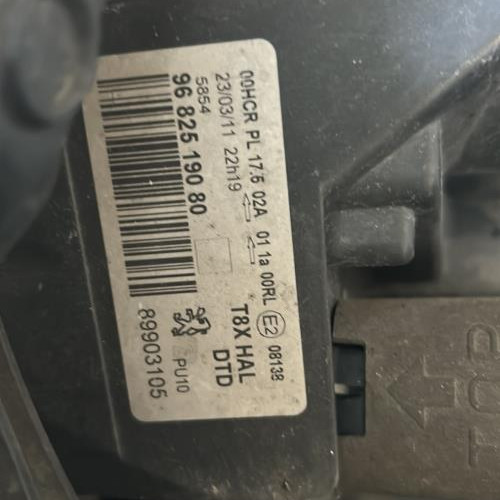 00HCR PL 17.5 02A 01 1a 00RL E2 08138
23/03/11 22h19
5854
T8X HAL
DTD
96 825 190 80
PU10
89903105
TOP